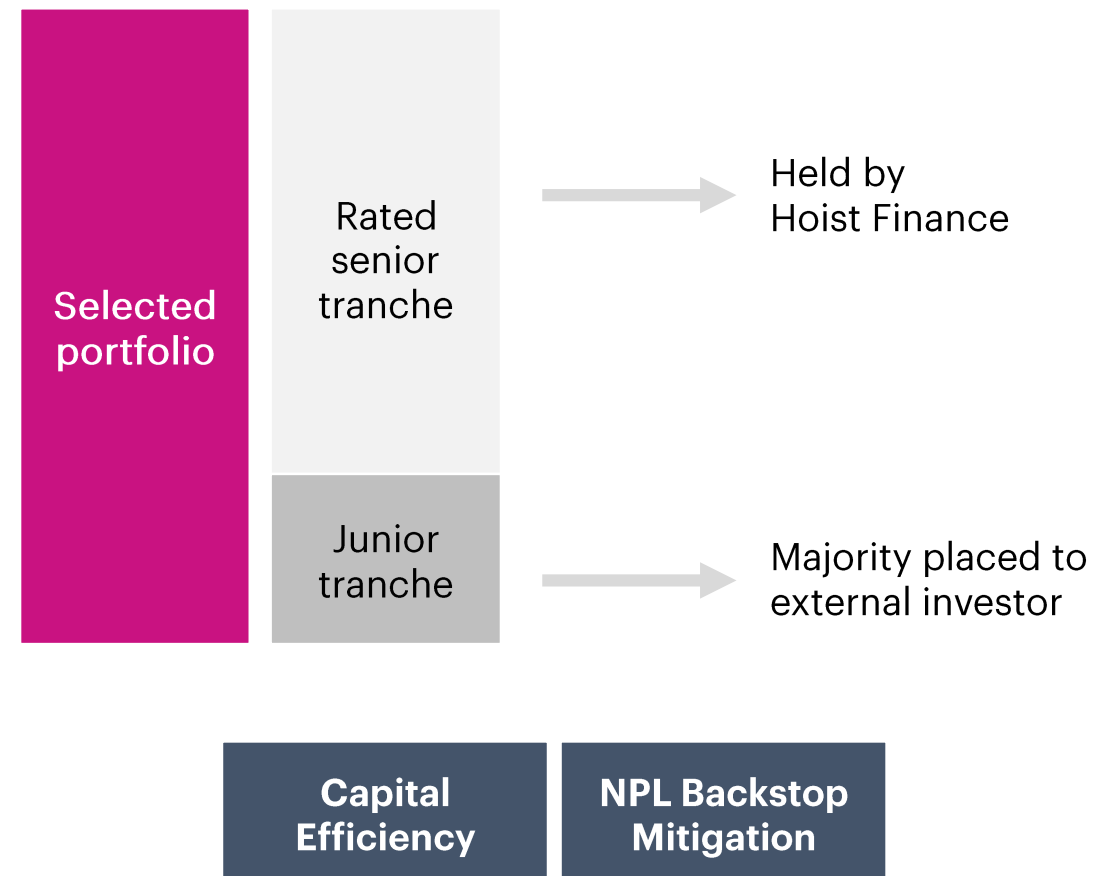 Selected
portfolio
Rated
senior
tranche
Held by
Hoist Finance
Junior
tranche
Majority placed to
external investor
Capital
Efficiency
NPL Backstop
Mitigation